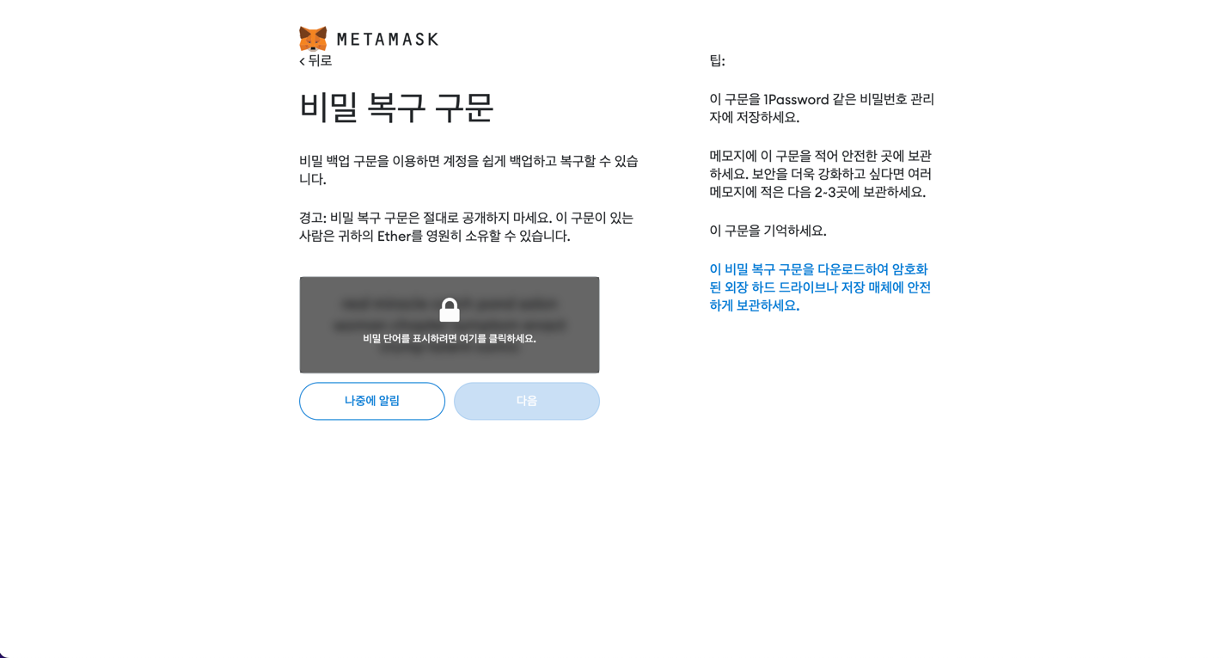 METAMASK
< 뒤로
비밀 복구 구문
비밀 백업 구문을 이용하면 계정을 쉽게 백업하고 복구할 수 있습
니다.
경고: 비밀 복구 구문은 절대로 공개하지 마세요. 이 구문이 있는
사람은 귀하의 Ether를 영원히 소유할 수 있습니다.
비밀 단어를 표시하려면 여기를 클릭하세요.
나중에 알림
다음
팁:
이 구문을 1Password 같은 비밀번호 관리
자에 저장하세요.
메모지에 이 구문을 적어 안전한 곳에 보관
하세요. 보안을 더욱 강화하고 싶다면 여러
메모지에 적은 다음 2-3곳에 보관하세요.
이 구문을 기억하세요.
이 비밀 복구 구문을 다운로드하여 암호화
된 외장 하드 드라이브나 저장 매체에 안전
하게 보관하세요.